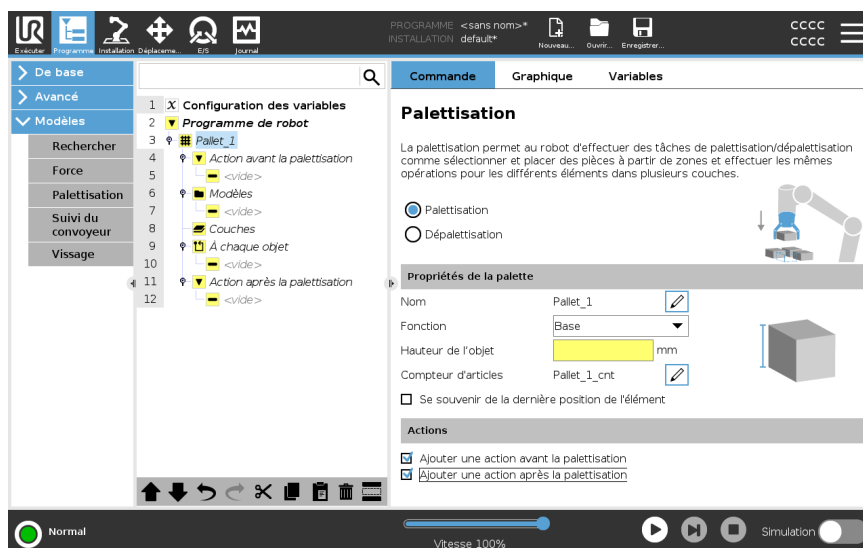 UR
PROGRAMME <sans nom>*
INSTALLATION default*
Exécuter
Programme
Installation
Déplaceme...
E/S
Journal
Nouveau...
Ouvrir...
Enregistrer...
cccc
cccc
De base
Avancé
Modèles
Rechercher
Force
Palettisation
Suivi du
convoyeur
Vissage
1 X Configuration des variables
2 Programme de robot
3 Pallet_1
4 Action avant la palettisation
5 <vide>
6 Modèles
7 <vide>
8 Couches
9 À chaque objet
10 <vide>
11 Action après la palettisation
12 <vide>
Commande Graphique Variables
Palettisation
La palettisation permet au robot d'effectuer des tâches de palettisation/dépalettisation
comme sélectionner et placer des pièces à partir de zones et effectuer les mêmes
opérations pour les différents éléments dans plusieurs couches.
Palettisation
Dépalettisation
Propriétés de la palette
Nom Pallet_1
Fonction Base
Hauteur de l'objet mm
Compteur d'articles Pallet_1_cnt
Se souvenir de la dernière position de l'élément
Actions
Ajouter une action avant la palettisation
Ajouter une action après la palettisation
Normal
Vitesse 100%
Simulation